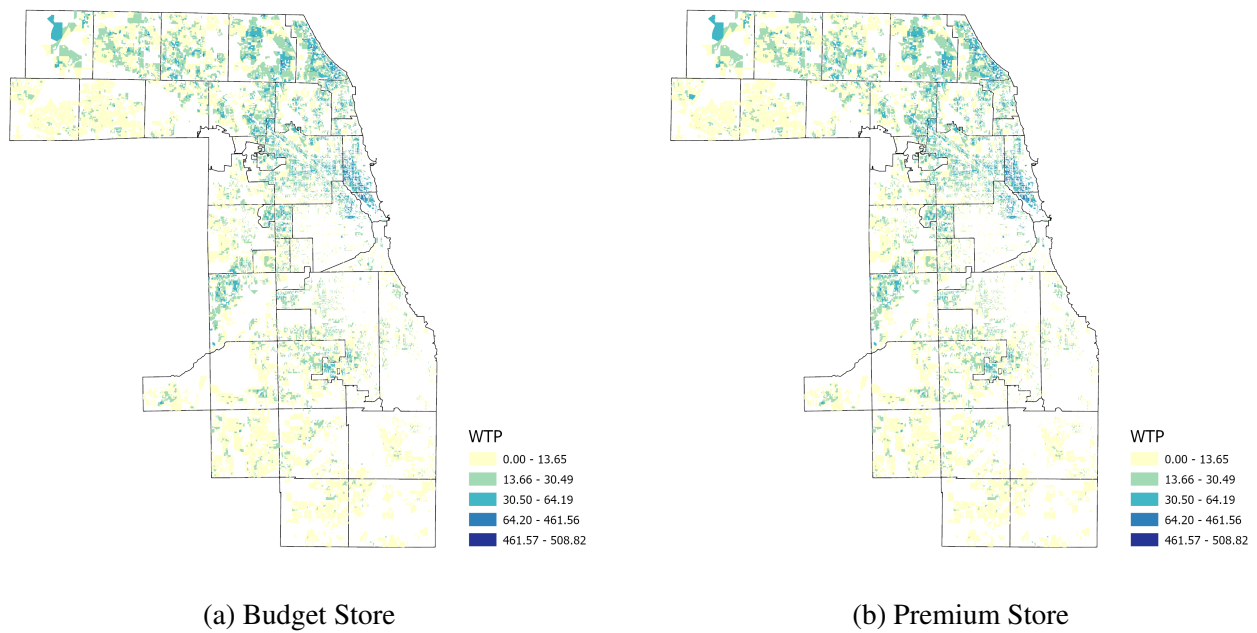 WTP
0.00 - 13.65
13.66 - 30.49
30.50 - 64.19
64.20 - 461.56
461.57 - 508.82
(a) Budget Store
WTP
0.00 - 13.65
13.66 - 30.49
30.50 - 64.19
64.20 - 461.56
461.57 - 508.82
(b) Premium Store